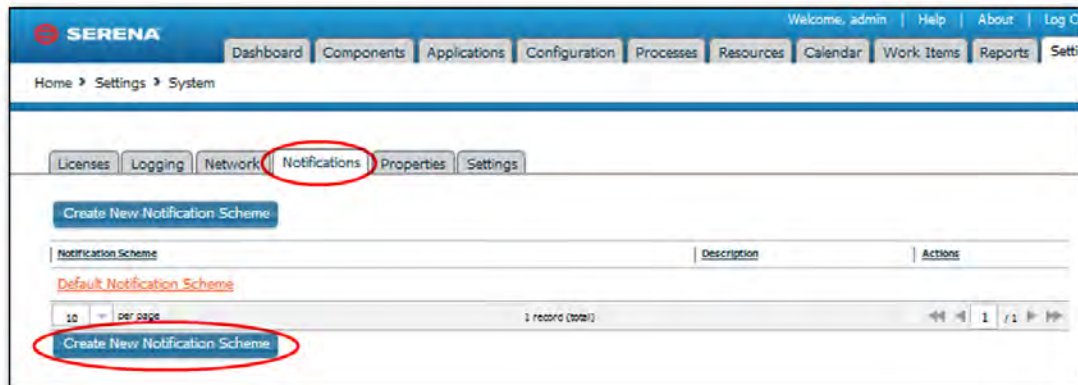 Welcome, admin | Help | About | Log
SERENA
Dashboard Components Applications Configuration Processes Resources Calendar Work Items Reports
Home > Settings > System
Licenses Logging Network Notifications Properties Settings
Create New Notification Scheme
Notification Scheme Description Actions
Default Notification Scheme
10 per page 1 record (total) 1 / 1
Create New Notification Scheme